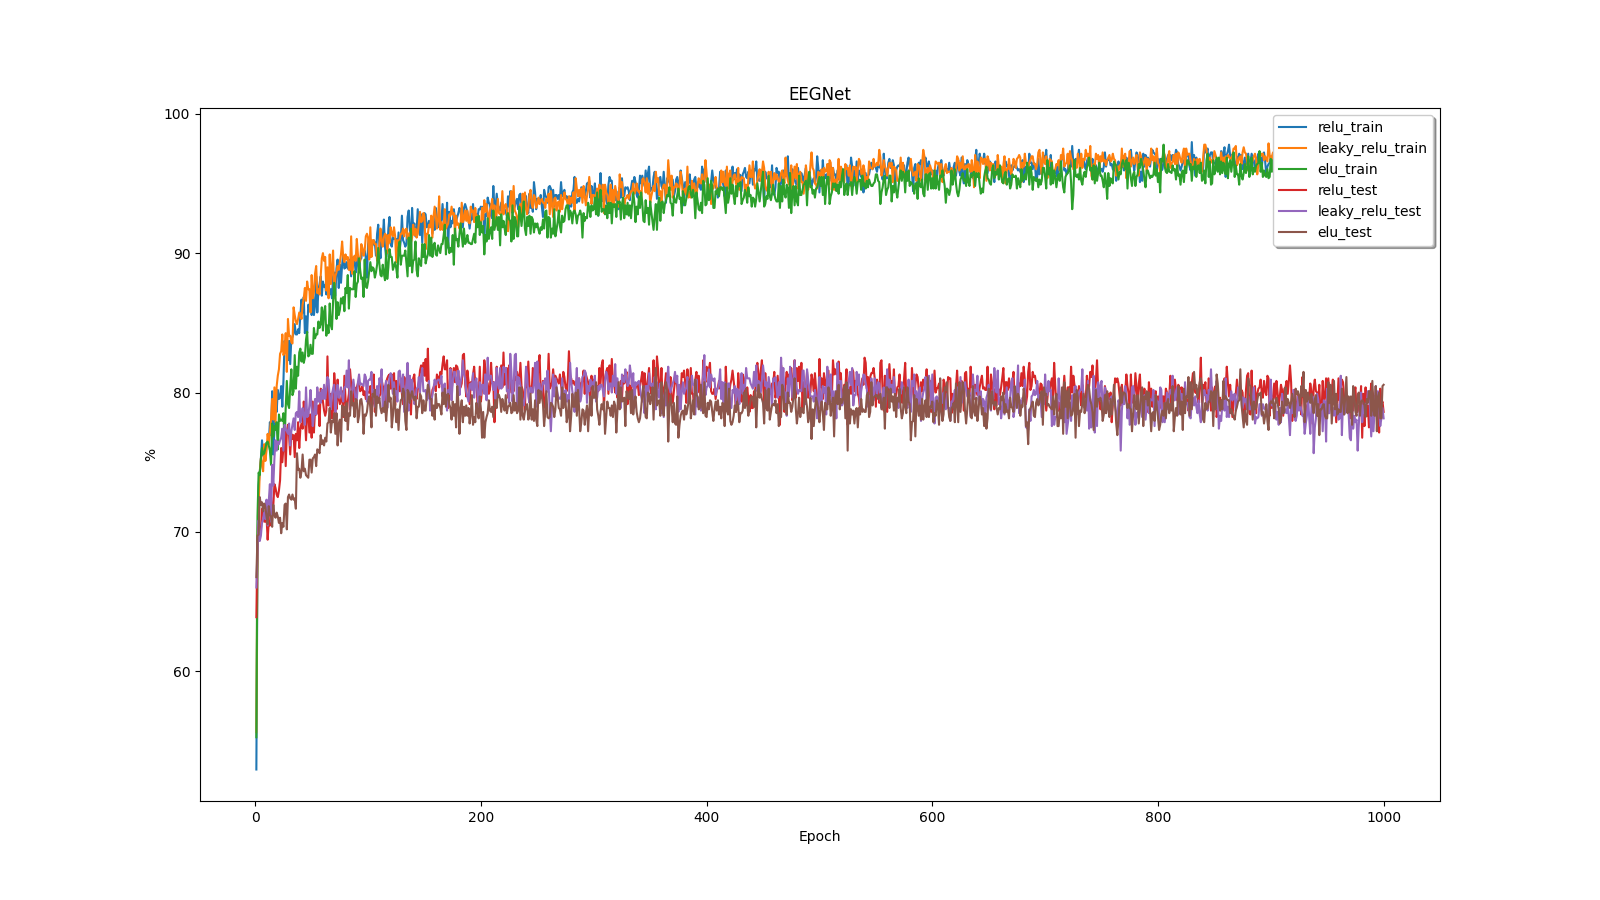 EEGNet
100
90
80
70
60
%
0 200 400 600 800 1000
Epoch
relu_train
leaky_relu_train
elu_train
relu_test
leaky_relu_test
elu_test